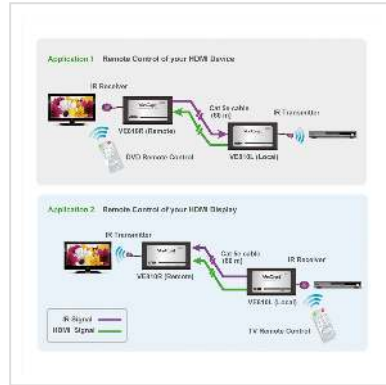 Application 1 Remote Control of your HDMI Device
IR Receiver
Cat 5e cable
(60 m)
IR Transmitter
VE810R (Remote)
VE810L (Local)
DVD Remote Control
Application 2 Remote Control of your HDMI Display
IR Transmitter
Cat 5e cable
(60 m)
IR Receiver
VE810R (Remote)
VE810L (Local)
IR Signal
HDMI Signal
TV Remote Control